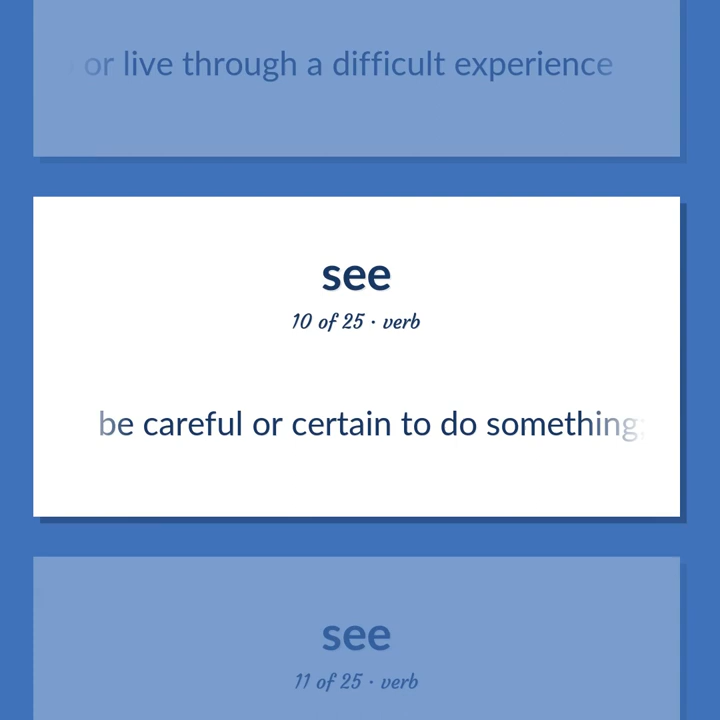 or live through a difficult experience
see
10 of 25 · verb
be careful or certain to do something;
see
11 of 25 · verb